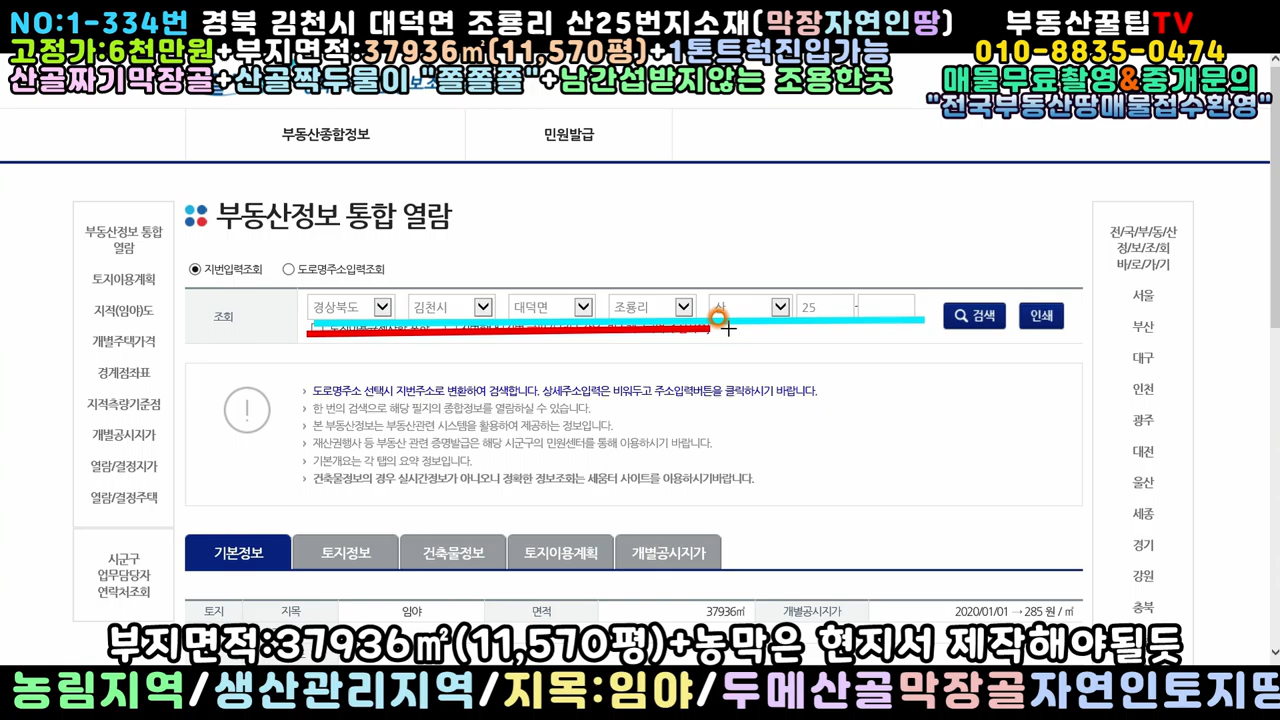 NO:1-334번 경북 김천시 대덕면 조룡리 산25번지소재(막장자연인땅) 부동산꿀팁TV
고정가:6천만원+부지면적:37936㎡(11,570평)+1톤트럭진입가능 010-8835-0474
산골짜기막장골+산골짝두물이 "쫄쫄쫄"+남간섭받지않는 조용한곳 매물무료촬영&중개문의
"전국부동산땅매물접수환영"
부동산종합정보 민원발급
부동산정보 통합 열람
지번입력조회 도로명주소입력조회
조회 경상북도 김천시 대덕면 조룡리 산 25 - 검색 인쇄
부동산정보 통합
열람
토지이용계획
지적(임야)도
개별주택가격
경계점좌표
지적측량기준점
개별공시지가
열람/결정지가
열람/결정주택
시군구
업무담당자
연락처조회
› 도로명주소 선택시 지번주소로 변환하여 검색합니다. 상세주소입력은 비워두고 주소입력버튼을 클릭하시기 바랍니다.
› 한 번의 검색으로 해당 필지의 종합정보를 열람하실 수 있습니다.
› 본 부동산정보는 부동산관련 시스템을 활용하여 제공하는 정보입니다.
› 재산권행사 등 부동산 관련 증명발급은 해당 시군구의 민원센터를 통해 이용하시기 바랍니다.
› 기본개요는 각 탭의 요약 정보입니다.
› 건축물정보의 경우 실시간정보가 아니오니 정확한 정보조회는 세움터 사이트를 이용하시기바랍니다.
기본정보 토지정보 건축물정보 토지이용계획 개별공시지가
토지 지목 임야 면적 37936㎡ 개별공시지가 2020/01/01 → 285 원 / ㎡
전/국/부/동/산
정/보/조/회
바/로/가/기
서울
부산
대구
인천
광주
대전
울산
세종
경기
강원
충북
부지면적:37936㎡(11,570평)+농막은 현지서 제작해야될듯
농림지역/생산관리지역/지목:임야/두메산골막장골자연인토지땅